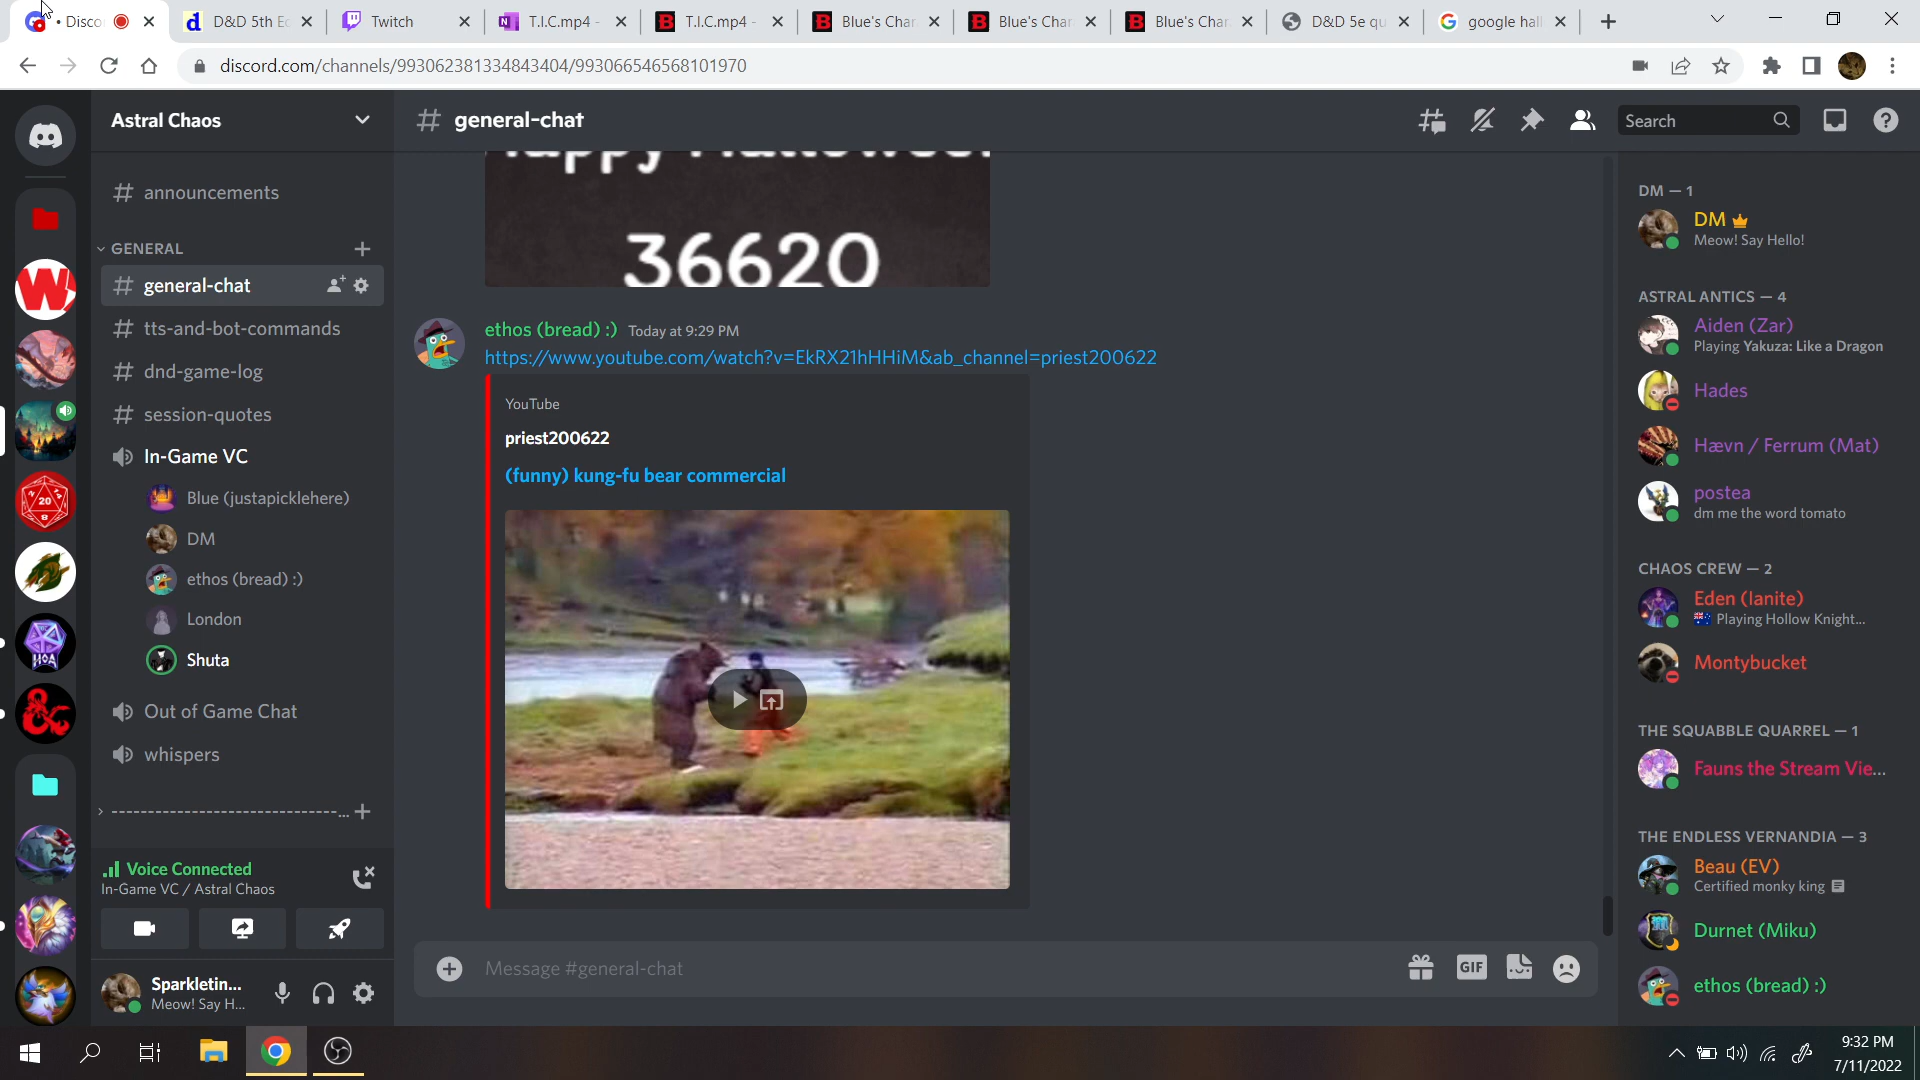 Disco
D&D 5th E
Twitch
T.I.C.mp4 -
T.I.C.mp4 -
Blue's Char
Blue's Char
Blue's Char
D&D 5e qu
google hall
discord.com/channels/993062381334843404/993066546568101970
Astral Chaos
general-chat
Search
announcements
GENERAL
general-chat
tts-and-bot-commands
dnd-game-log
session-quotes
In-Game VC
Blue (justapicklehere)
DM
ethos (bread) :)
London
Shuta
Out of Game Chat
whispers
---------------------------------...
Voice Connected
In-Game VC / Astral Chaos
Sparkletin...
Meow! Say H...
Happy Halloween
36620
ethos (bread) :) Today at 9:29 PM
https://www.youtube.com/watch?v=EkRX21hHHiM&ab_channel=priest200622
YouTube
priest200622
(funny) kung-fu bear commercial
Message #general-chat
GIF
DM — 1
DM
Meow! Say Hello!
ASTRAL ANTICS — 4
Aiden (Zar)
Playing Yakuza: Like a Dragon
Hades
Hævn / Ferrum (Mat)
postea
dm me the word tomato
CHAOS CREW — 2
Eden (Ianite)
Playing Hollow Knight...
Montybucket
THE SQUABBLE QUARREL — 1
Fauns the Stream Vie...
THE ENDLESS VERNANDIA — 3
Beau (EV)
Certified monky king
Durnet (Miku)
ethos (bread) :)
9:32 PM
7/11/2022